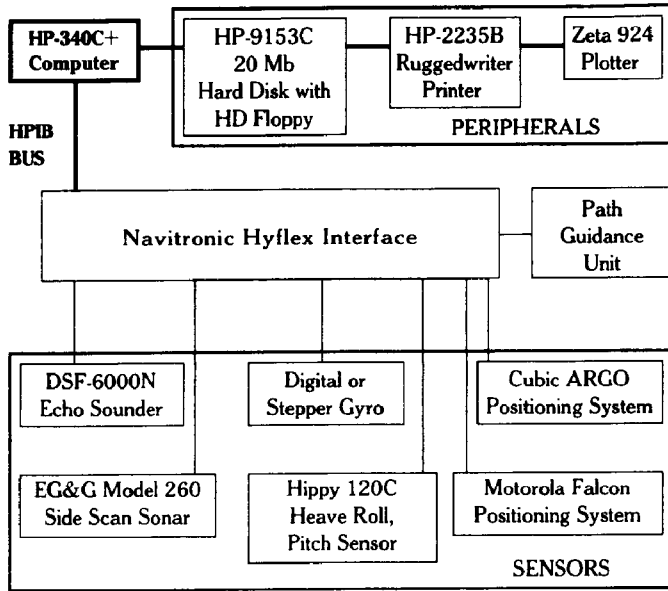 HP-340C+
Computer
HP-9153C
20 Mb
Hard Disk with
HD Floppy
HP-2235B
Ruggedwriter
Printer
Zeta 924
Plotter
PERIPHERALS
HPIB
BUS
Navitronic Hyflex Interface
Path
Guidance
Unit
DSF-6000N
Echo Sounder
Digital or
Stepper Gyro
Cubic ARGO
Positioning System
EG&G Model 260
Side Scan Sonar
Hippy 120C
Heave Roll,
Pitch Sensor
Motorola Falcon
Positioning System
SENSORS